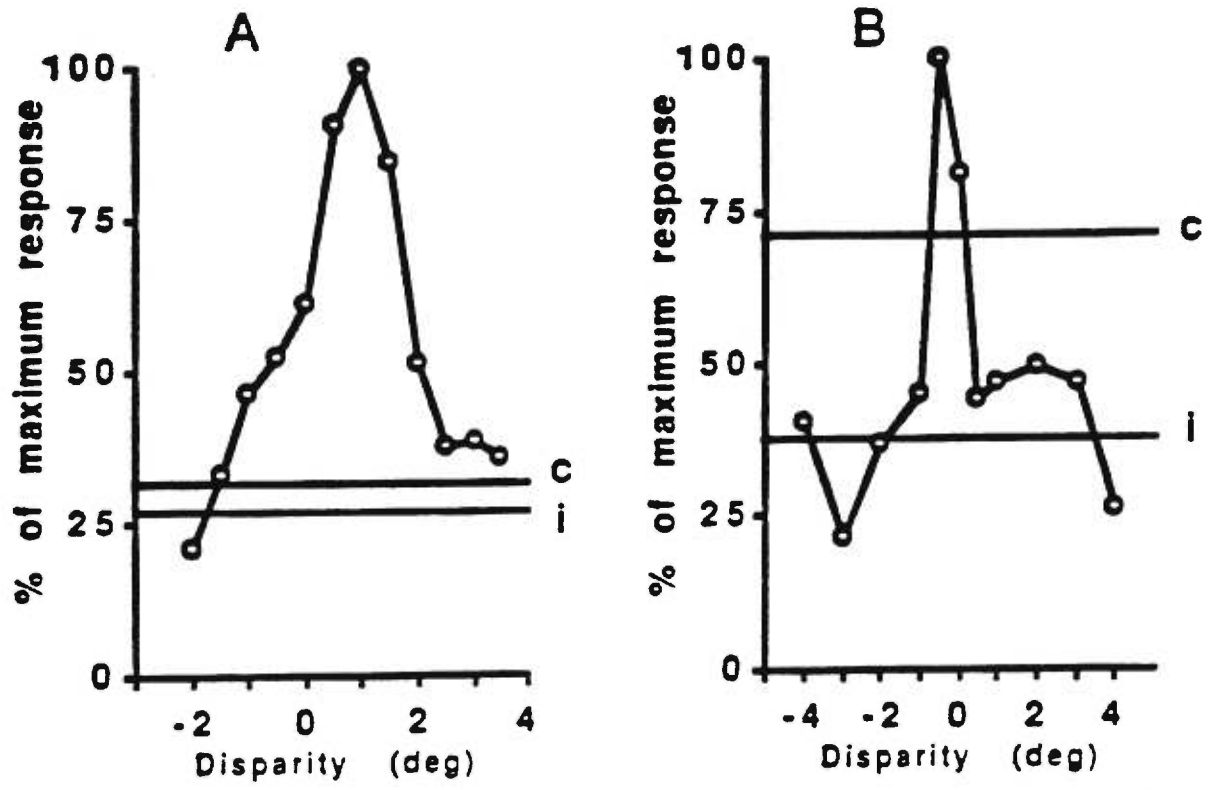 A
% of maximum response
100
75
50
25
0
c
i
-2 0 2 4
Disparity (deg)
B
% of maximum response
100
75
50
25
0
c
i
-4 -2 0 2 4
Disparity (deg)